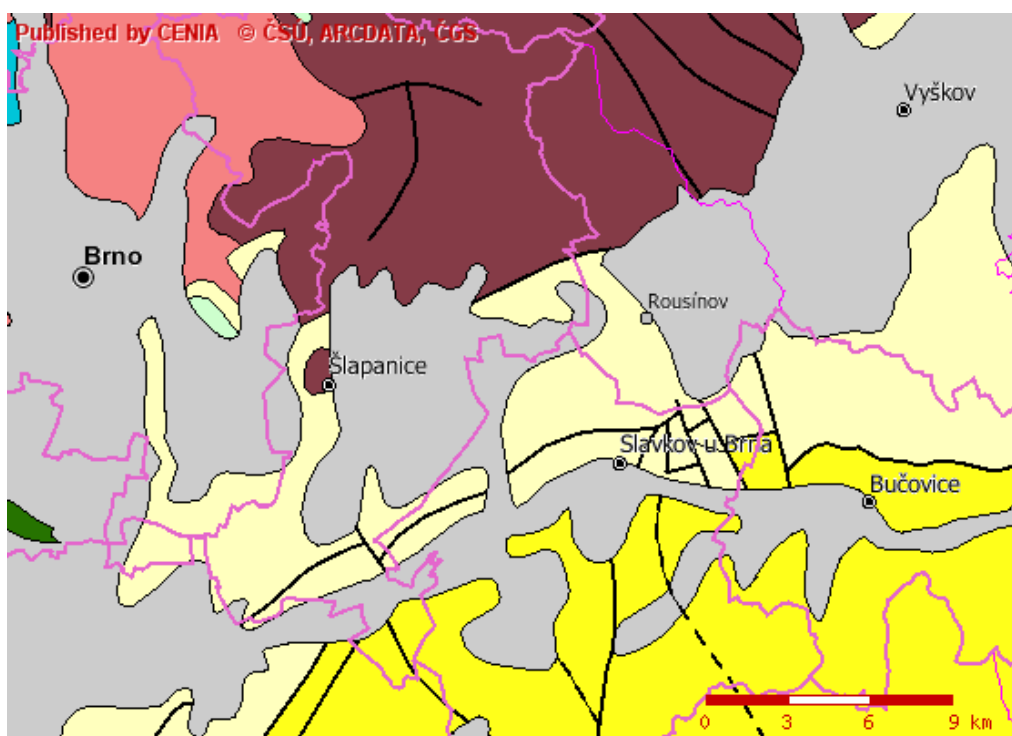 Published by CENIA © ČSÚ, ARCDATA, ČGS
Vyškov
Brno
Rousínov
Šlapanice
Slavkov u Brna
Bučovice
0 3 6 9 km